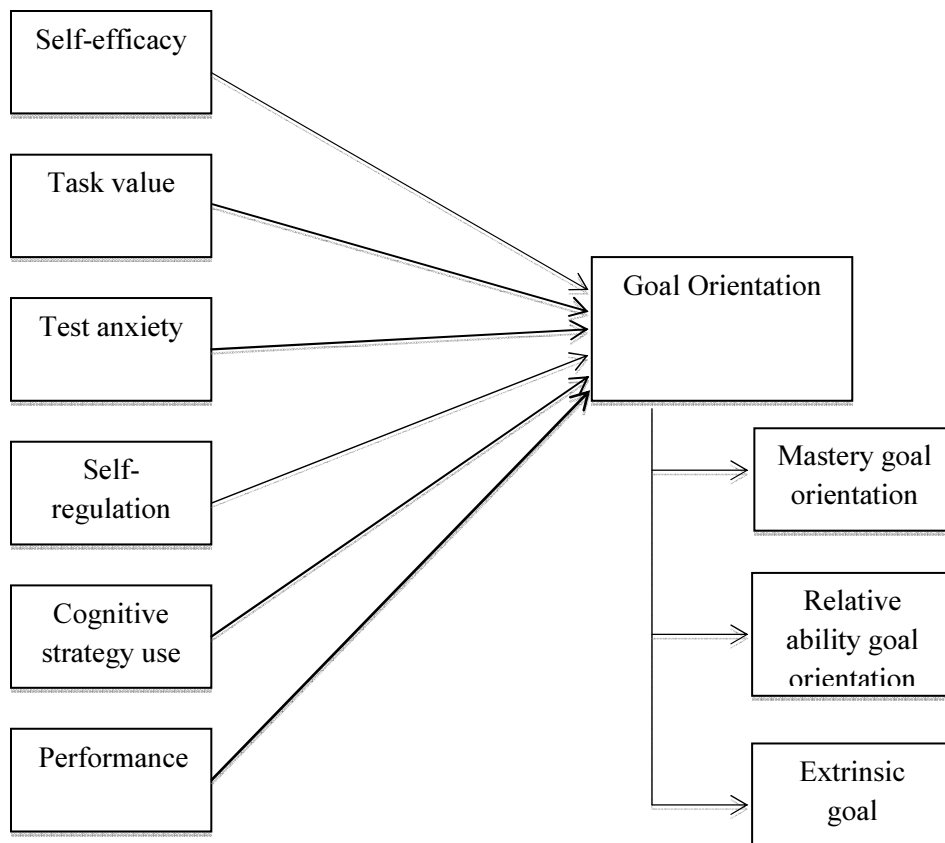 Self-efficacy
Task value
Test anxiety
Self-
regulation
Cognitive
strategy use
Performance
Goal Orientation
Mastery goal
orientation
Relative
ability goal
orientation
Extrinsic
goal